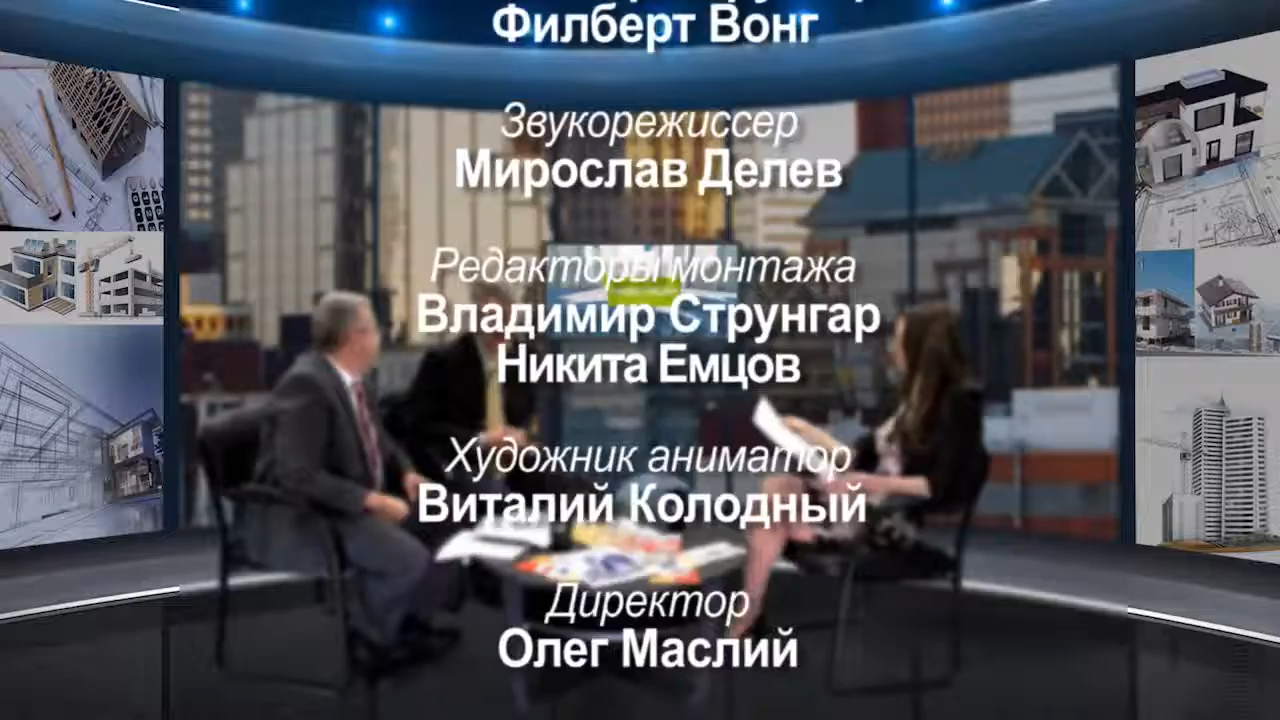 Филберт Вонг
Звукорежиссер
Мирослав Делев
Редакторы монтажа
Владимир Струнгар
Никита Емцов
Художник аниматор
Виталий Колодный
Директор
Олег Маслий